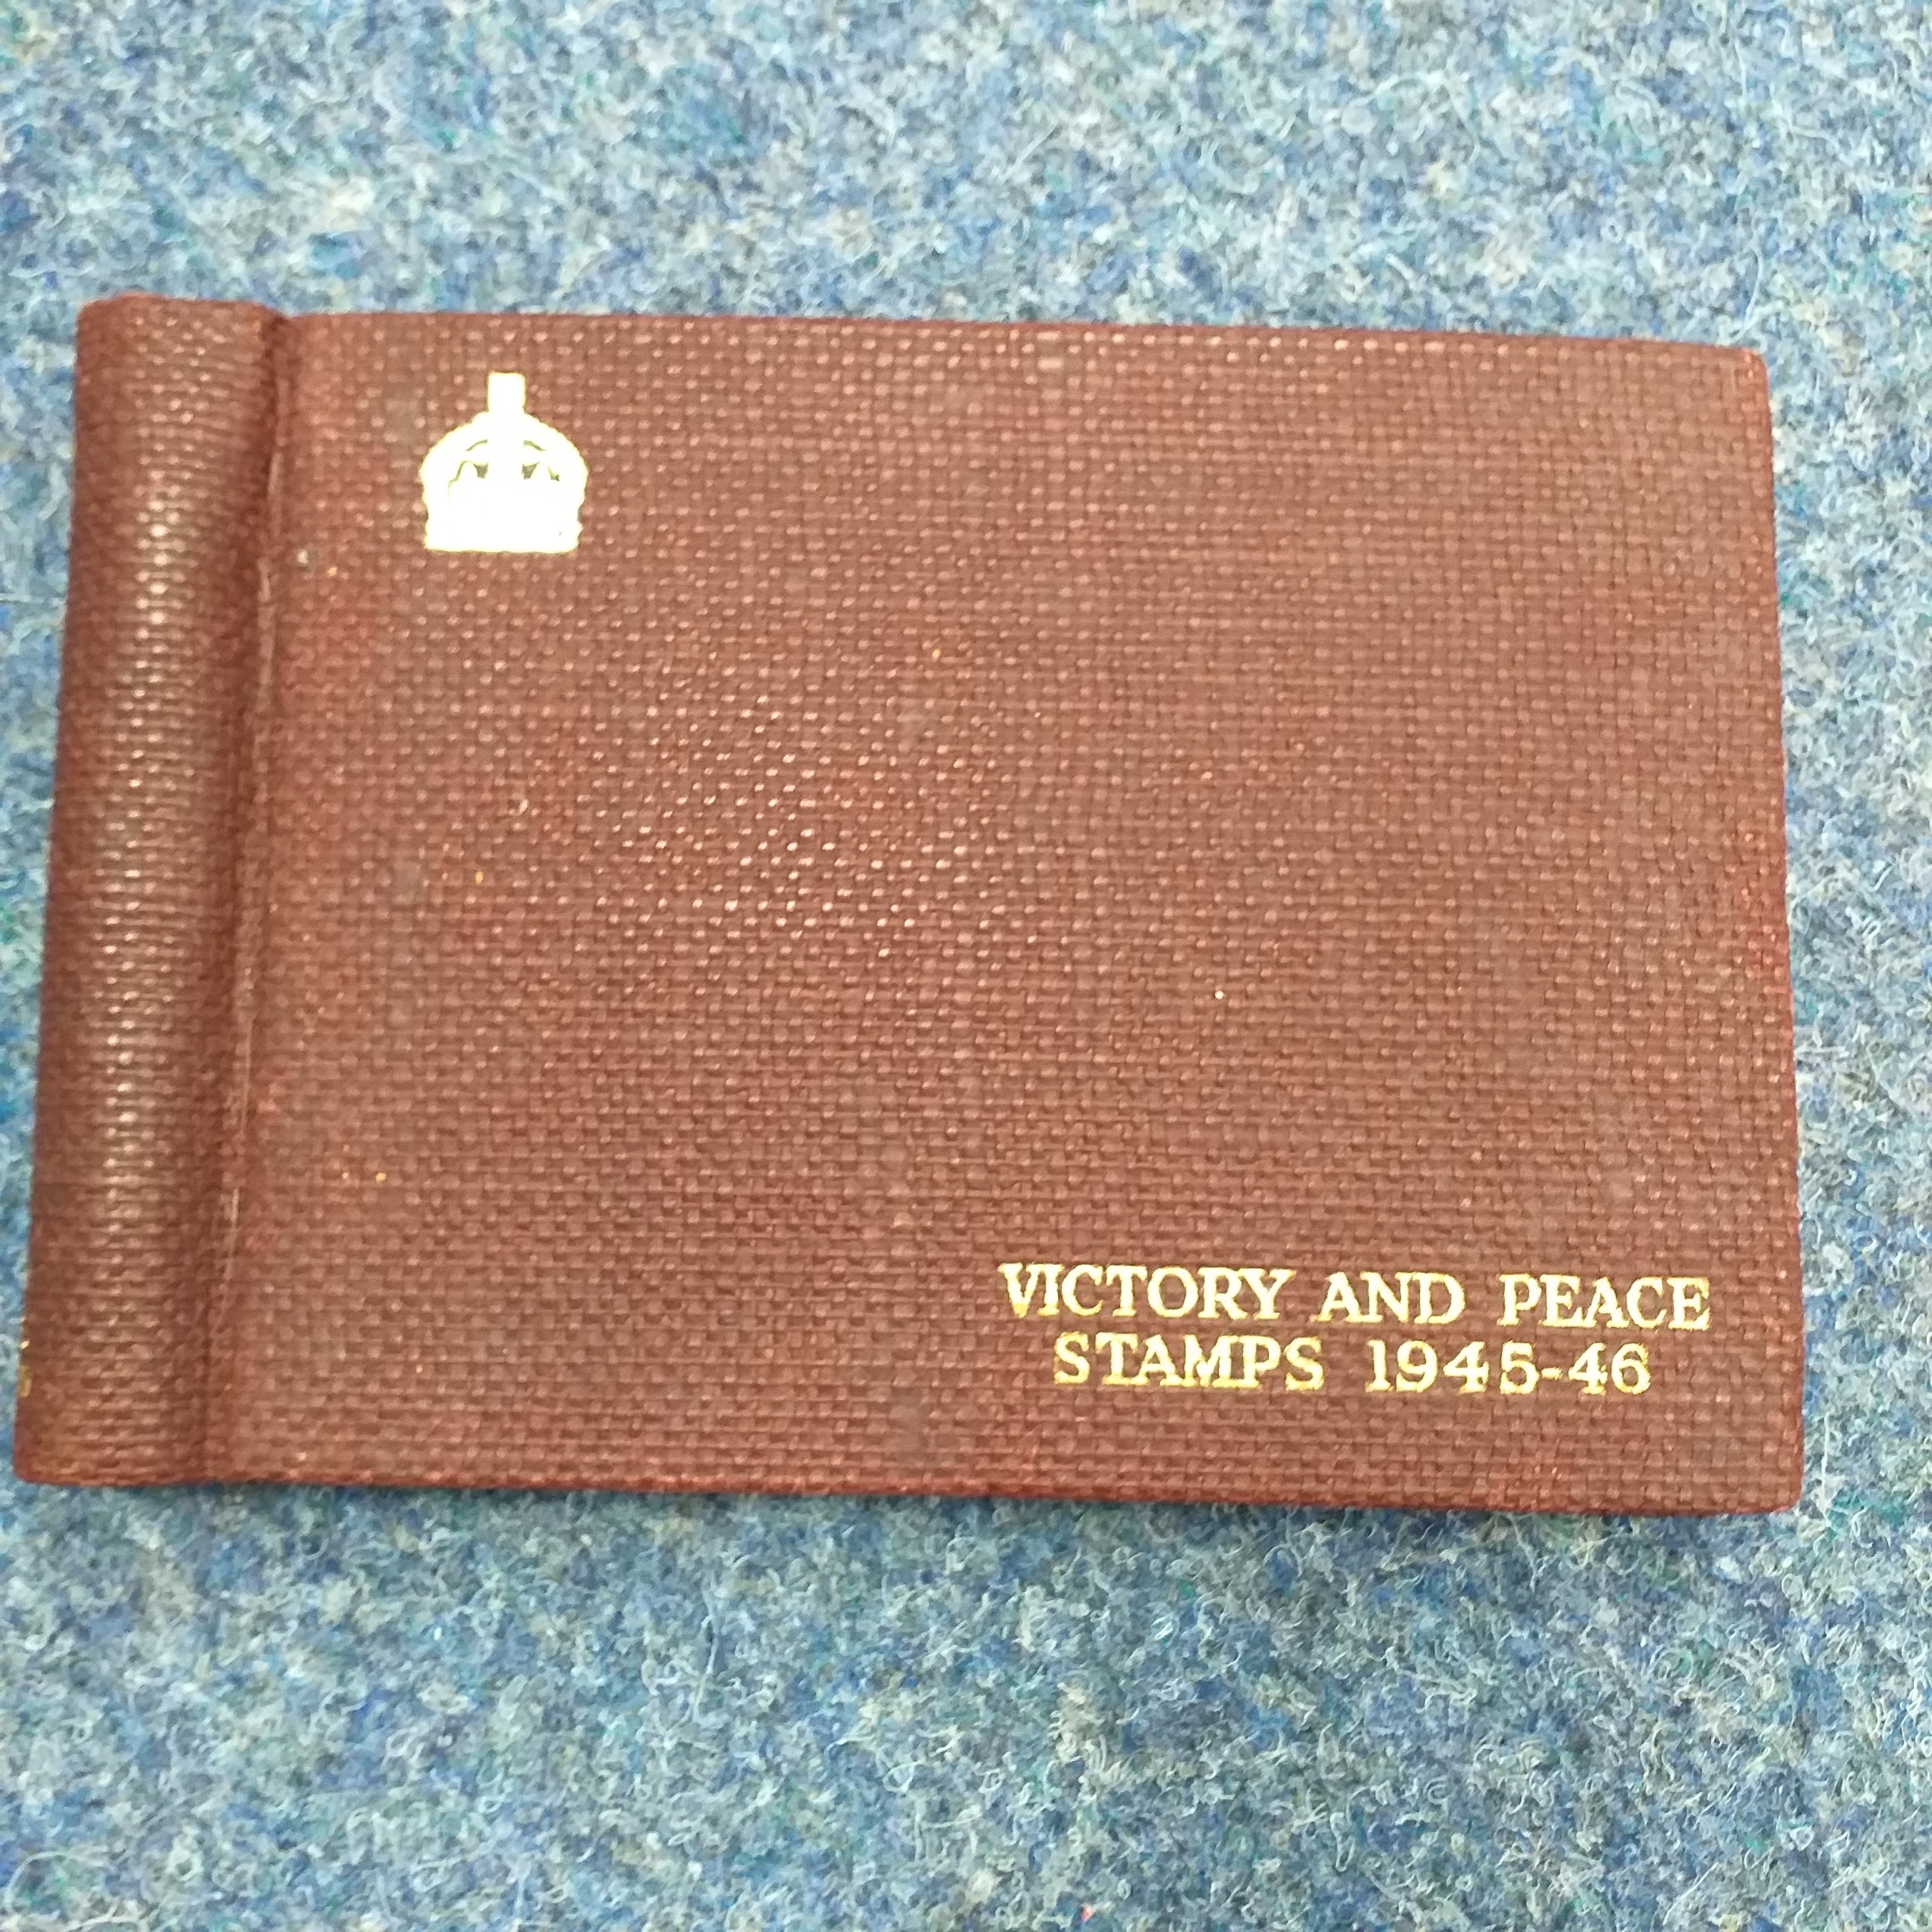 VICTORY AND PEACE
STAMPS 1945-46